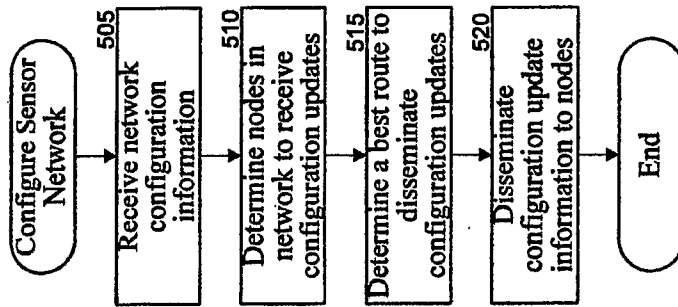 Configure Sensor
Network
505
Receive network
configuration
information
510
Determine nodes in
network to receive
configuration updates
515
Determine a best route to
disseminate
configuration updates
520
Disseminate
configuration update
information to nodes
End